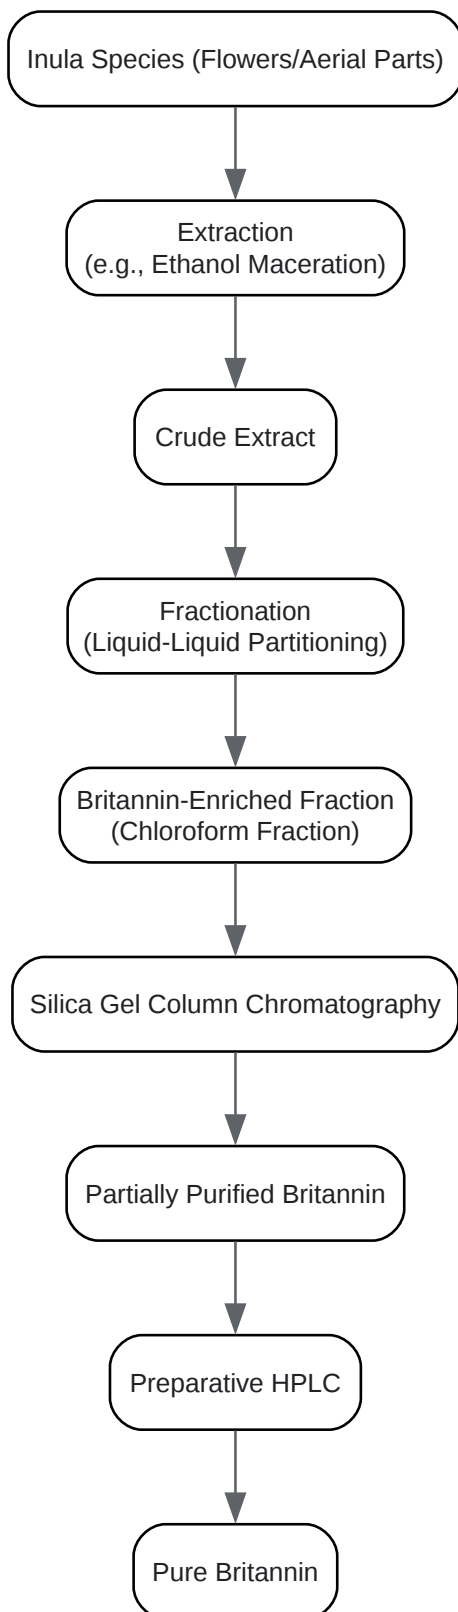 Inula Species (Flowers/Aerial Parts)
Extraction
(e.g., Ethanol Maceration)
Crude Extract
Fractionation
(Liquid-Liquid Partitioning)
Britannin-Enriched Fraction
(Chloroform Fraction)
Silica Gel Column Chromatography
Partially Purified Britannin
Preparative HPLC
Pure Britannin